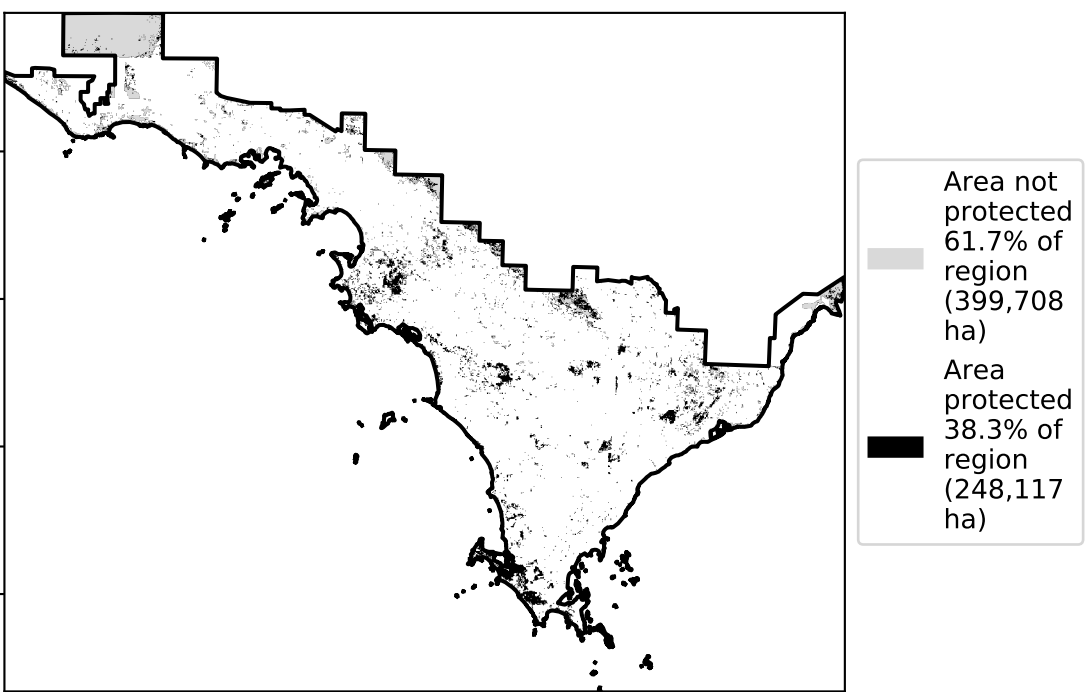 Area not
protected
61.7% of
region
(399,708
ha)
Area
protected
38.3% of
region
(248,117
ha)